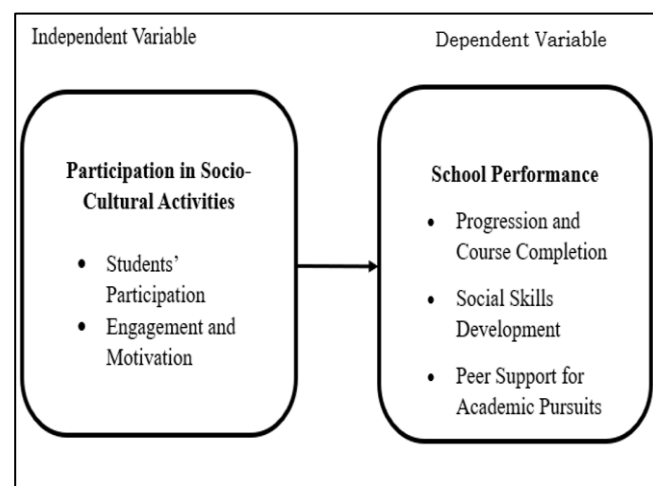 Independent Variable
Dependent Variable
Participation in Socio-
Cultural Activities
• Students’
Participation
• Engagement and
Motivation
School Performance
• Progression and
Course Completion
• Social Skills
Development
• Peer Support for
Academic Pursuits